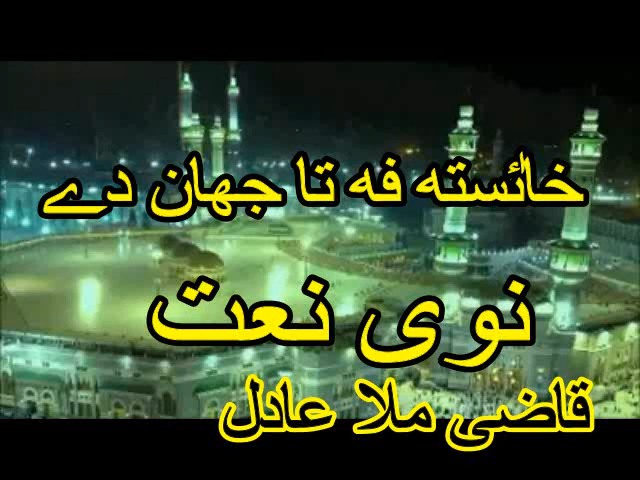 خائسته فه تا جهان دے
نوی نعت
قاضی ملا عادل